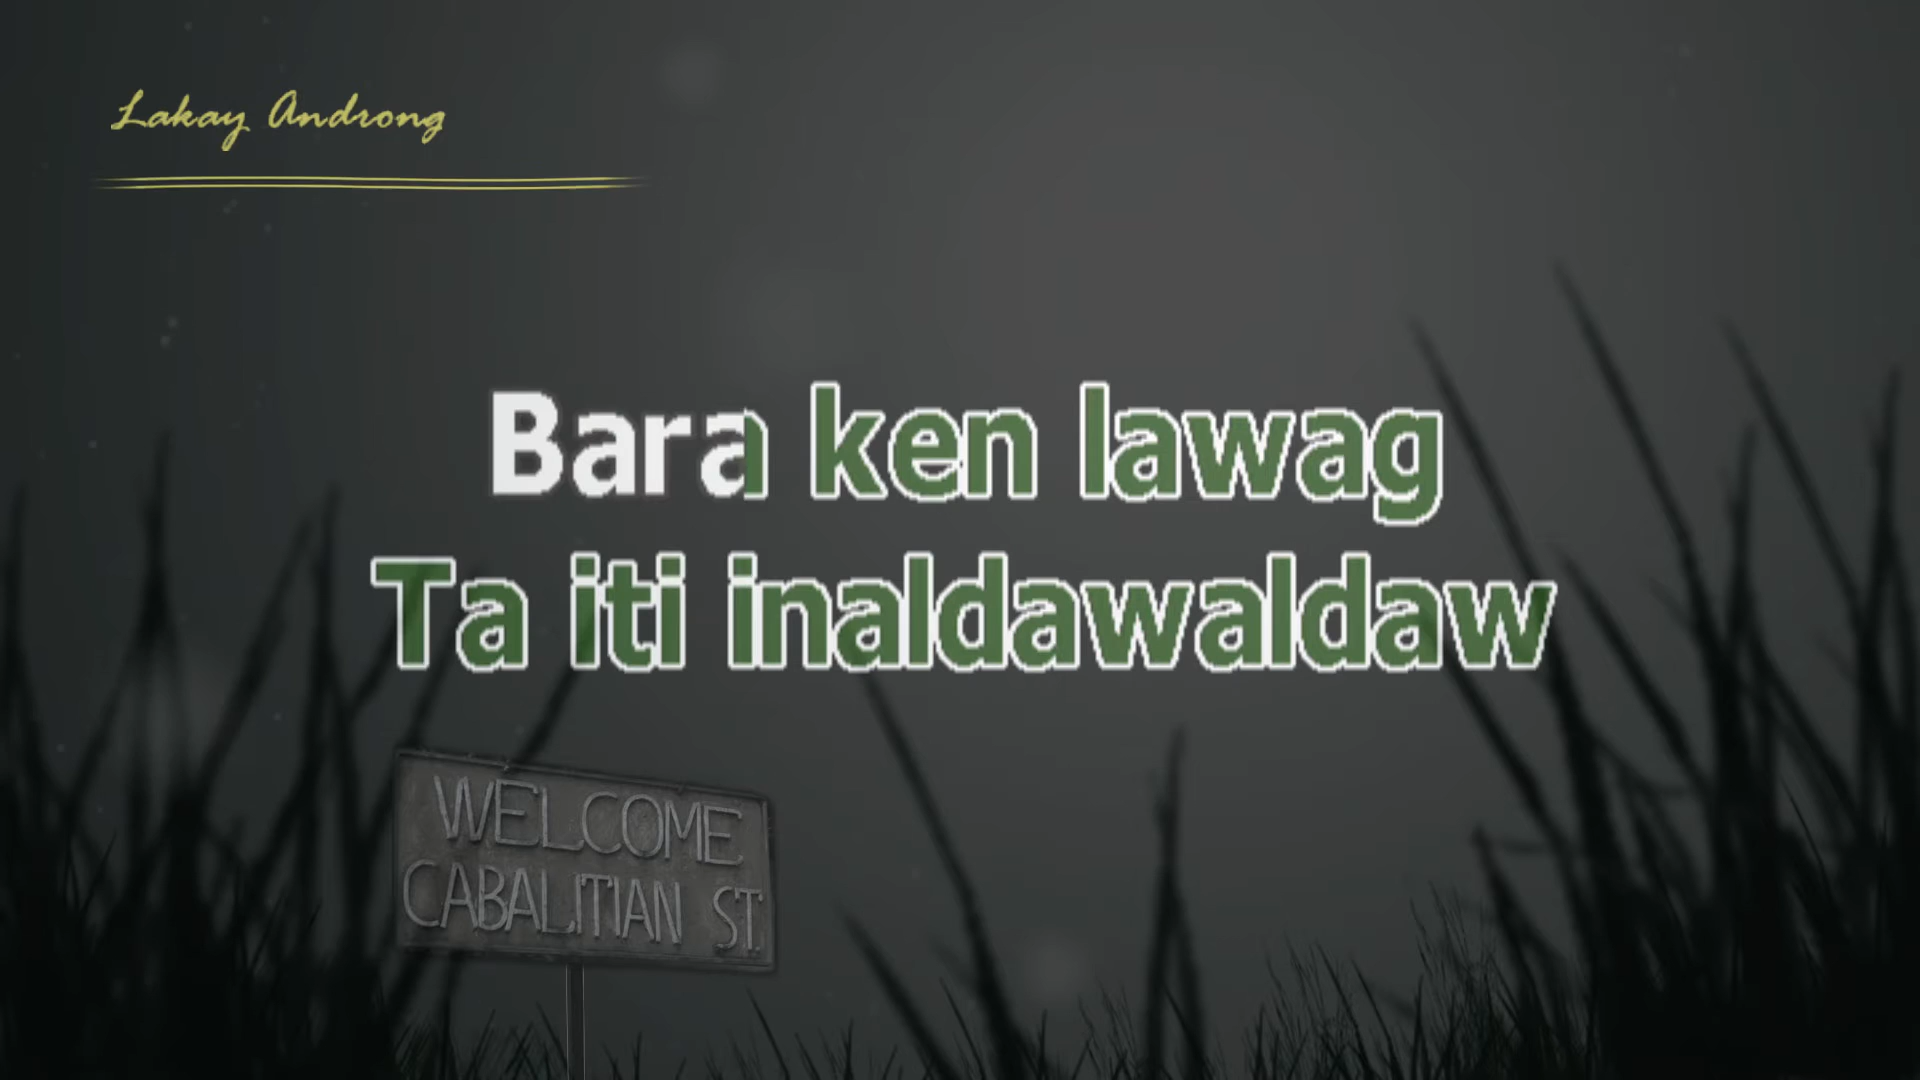 Lakay Androng
Bara ken lawag
Ta iti inaldawaldaw
WELCOME
CABALITIAN ST.